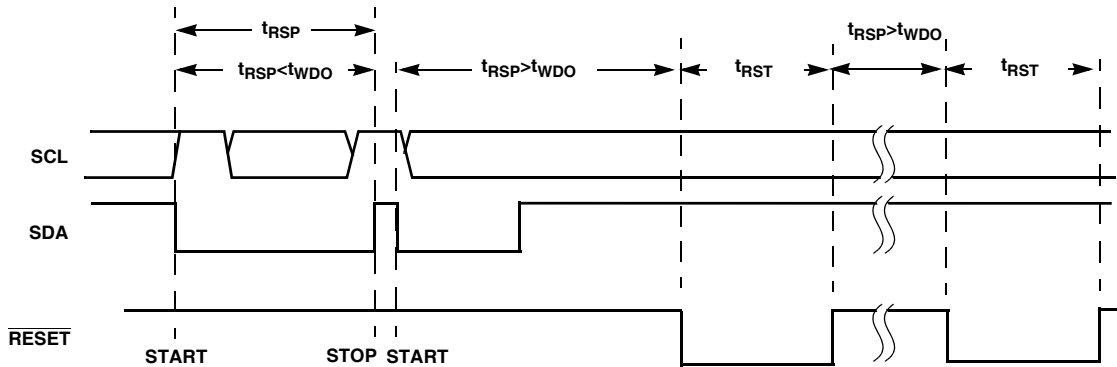 tRSP
tRSP<tWDO
tRSP>tWDO
tRST
tRSP>tWDO
tRST
SCL
SDA
RESET
START
STOP
START